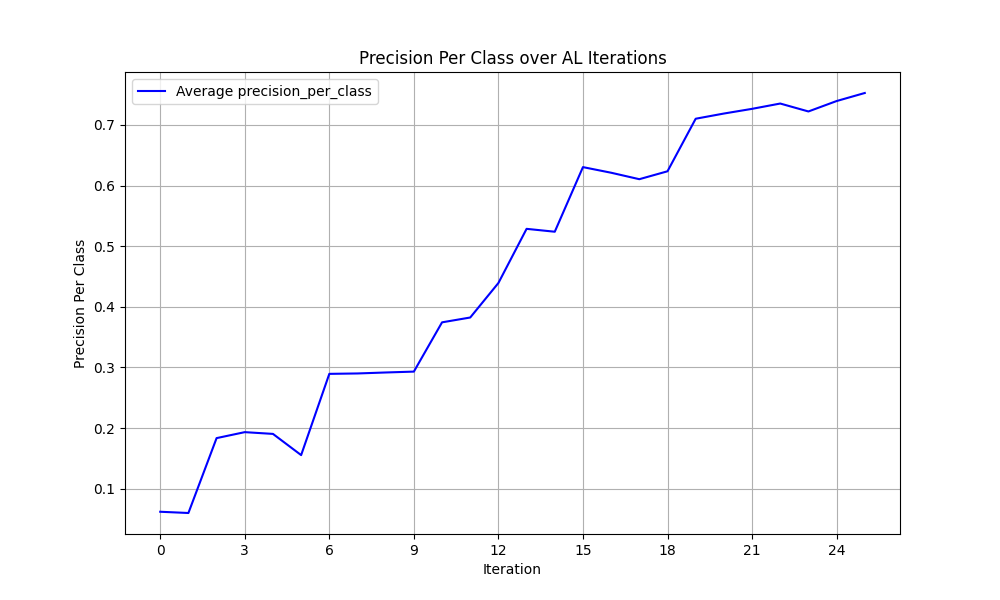 Precision Per Class over AL Iterations
Average precision_per_class
Precision Per Class
0.7
0.6
0.5
0.4
0.3
0.2
0.1
0 3 6 9 12 15 18 21 24
Iteration